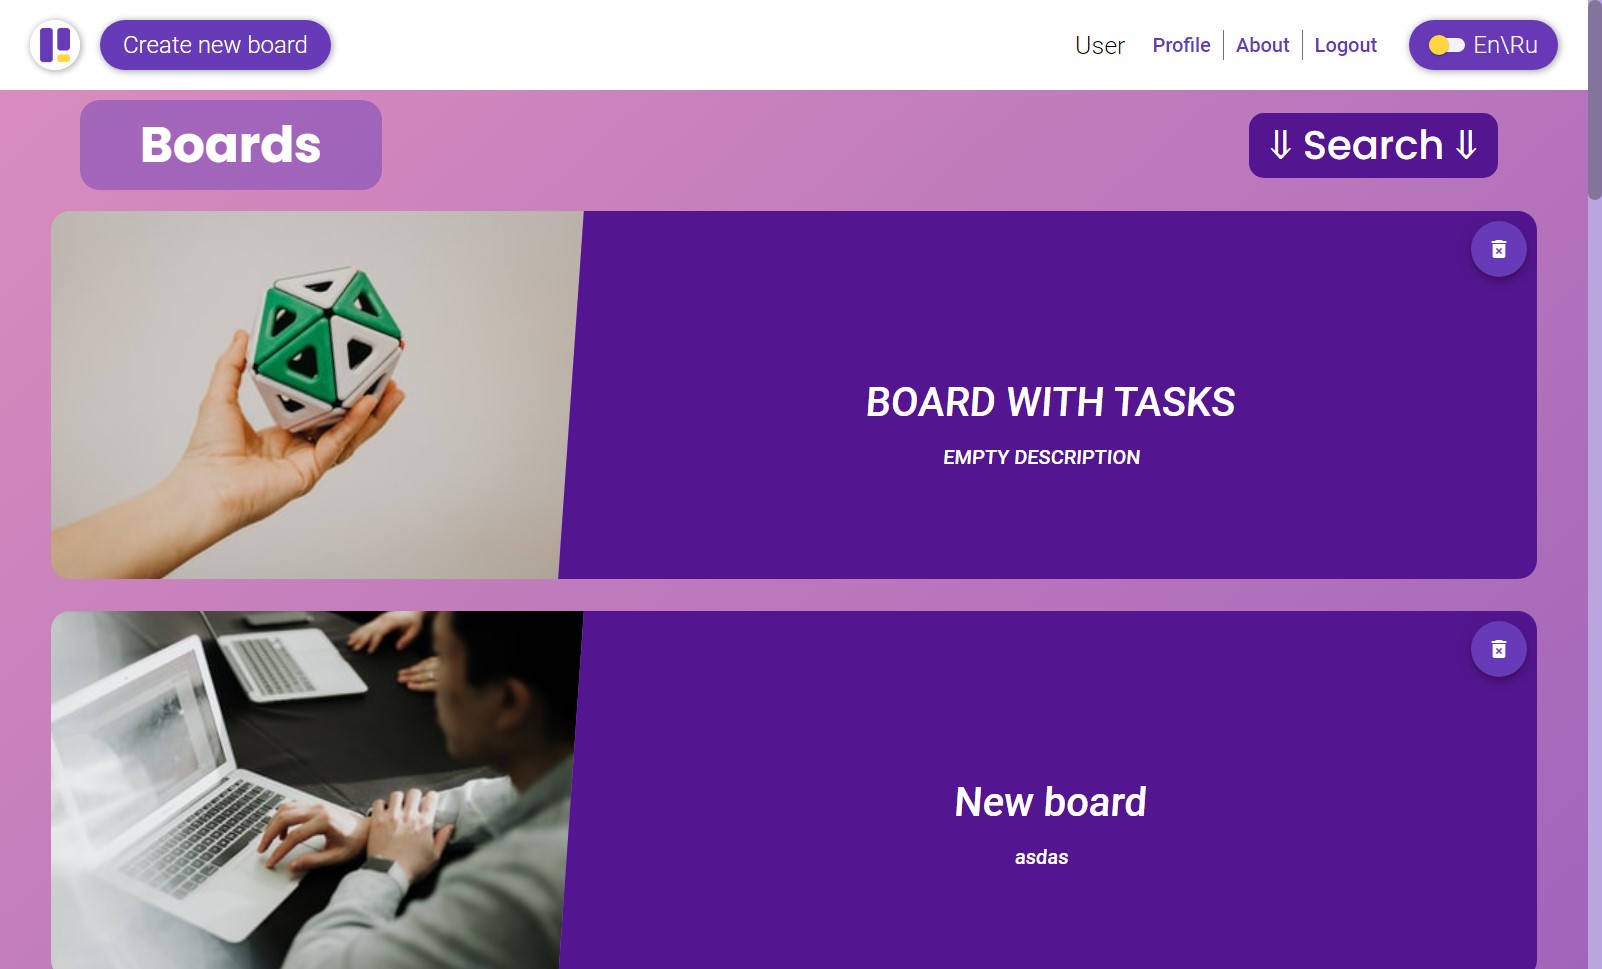 Create new board
User Profile About Logout En\Ru
Boards
⇓ Search ⇓
BOARD WITH TASKS
EMPTY DESCRIPTION
New board
asdas